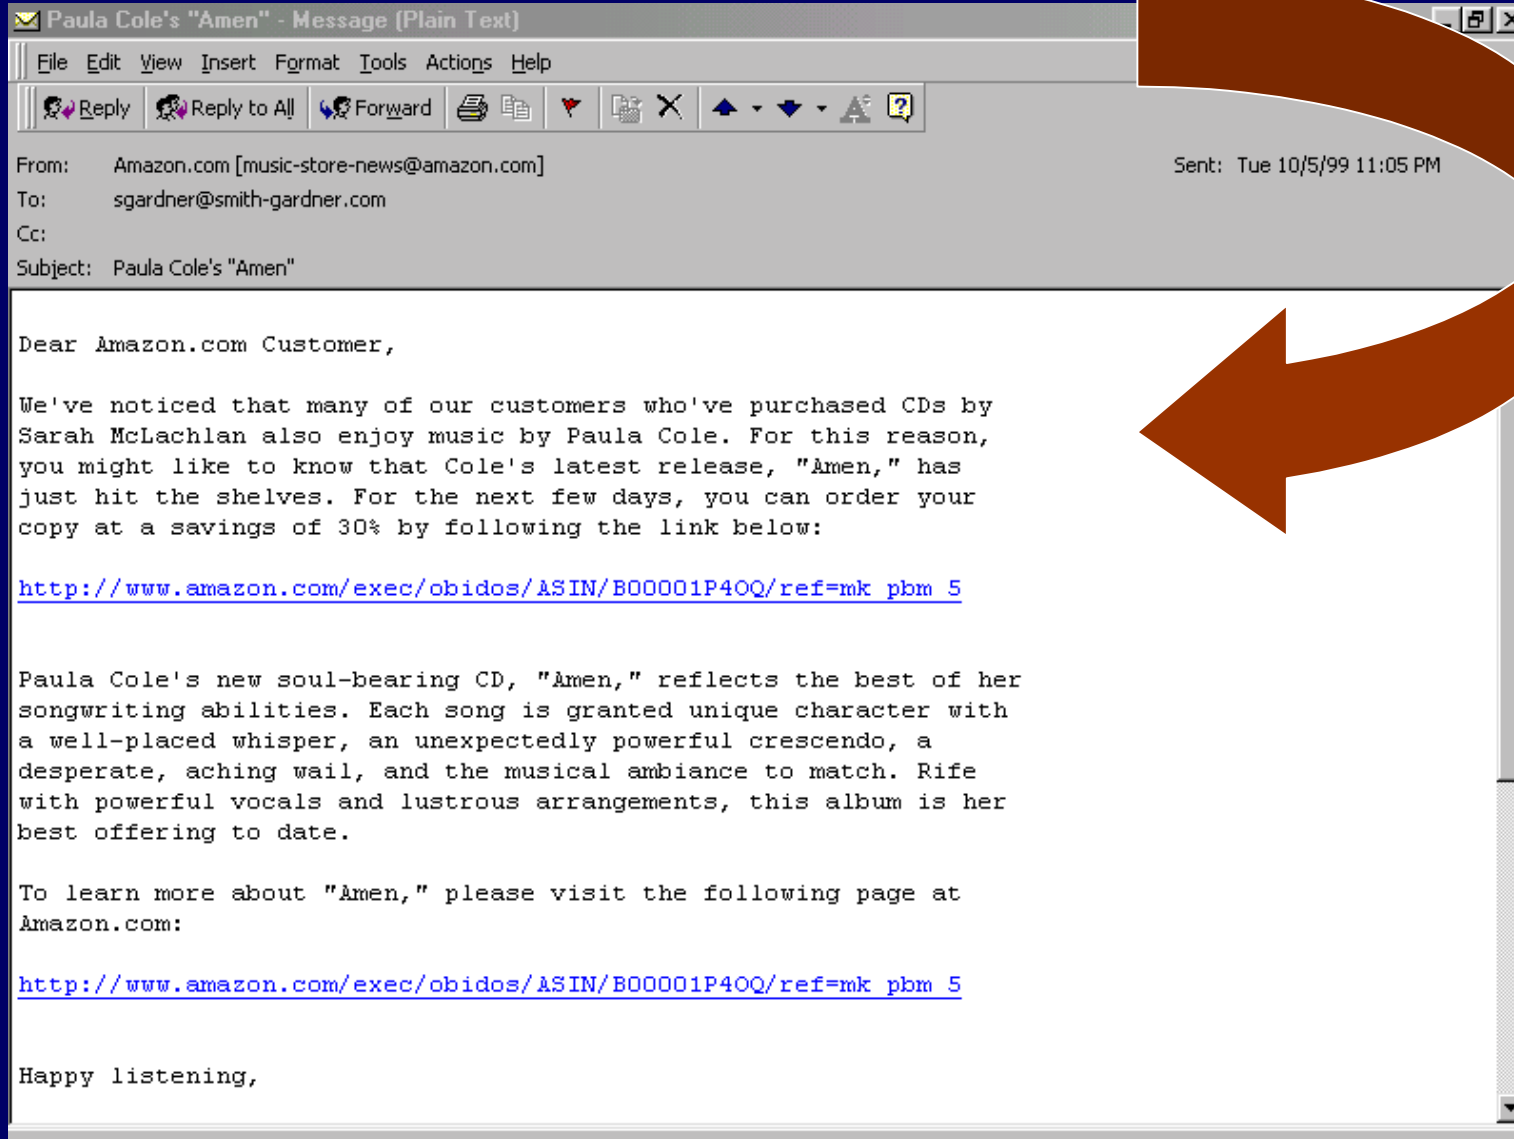 Paula Cole's "Amen" - Message (Plain Text)
File Edit View Insert Format Tools Actions Help
Reply Reply to All Forward
From: Amazon.com [music-store-news@amazon.com] Sent: Tue 10/5/99 11:05 PM
To: sgardner@smith-gardner.com
Cc:
Subject: Paula Cole's "Amen"
Dear Amazon.com Customer,
We've noticed that many of our customers who've purchased CDs by
Sarah McLachlan also enjoy music by Paula Cole. For this reason,
you might like to know that Cole's latest release, "Amen," has
just hit the shelves. For the next few days, you can order your
copy at a savings of 30% by following the link below:
http://www.amazon.com/exec/obidos/ASIN/B00001P4OQ/ref=mk_pbm_5
Paula Cole's new soul-bearing CD, "Amen," reflects the best of her
songwriting abilities. Each song is granted unique character with
a well-placed whisper, an unexpectedly powerful crescendo, a
desperate, aching wail, and the musical ambiance to match. Rife
with powerful vocals and lustrous arrangements, this album is her
best offering to date.
To learn more about "Amen," please visit the following page at
Amazon.com:
http://www.amazon.com/exec/obidos/ASIN/B00001P4OQ/ref=mk_pbm_5
Happy listening,